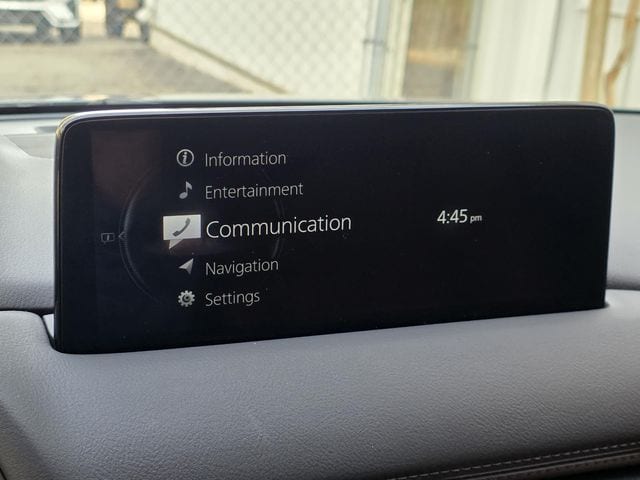 Information
Entertainment
Communication
4:45 pm
Navigation
Settings